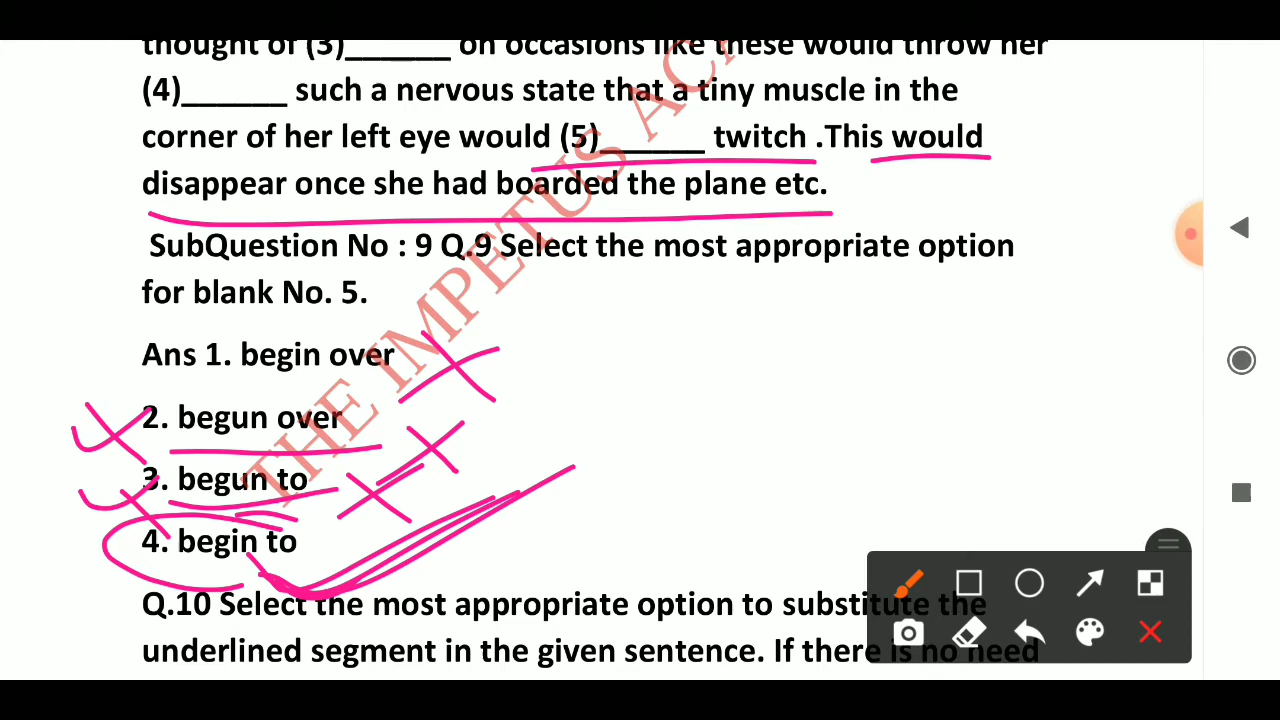 thought of (3)______ on occasions like these would throw her
(4)______ such a nervous state that a tiny muscle in the
corner of her left eye would (5)______ twitch .This would
disappear once she had boarded the plane etc.
SubQuestion No : 9 Q.9 Select the most appropriate option
for blank No. 5.
Ans 1. begin over
2. begun over
3. begun to
4. begin to
Q.10 Select the most appropriate option to substitute the
underlined segment in the given sentence. If there is no need
THE IMPETUS ACA